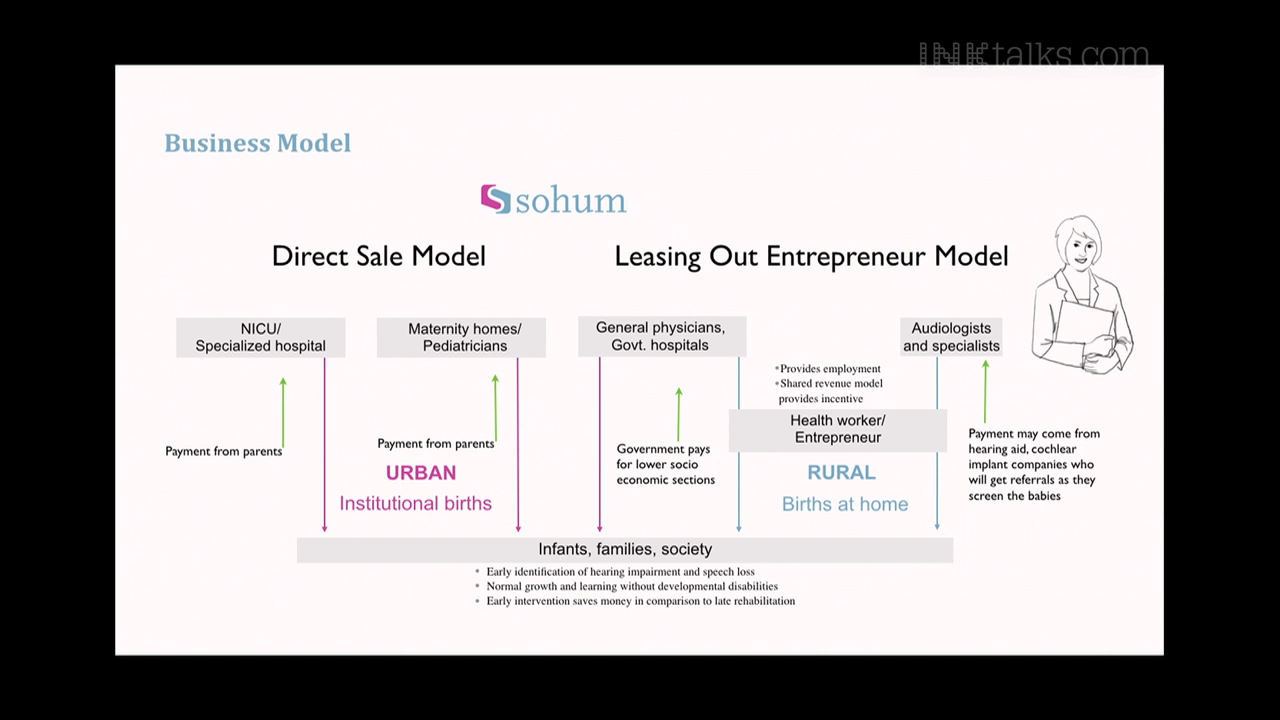 INKtalks.com
Business Model
sohum
Direct Sale Model
Leasing Out Entrepreneur Model
NICU/
Specialized hospital
Maternity homes/
Pediatricians
General physicians,
Govt. hospitals
Audiologists
and specialists
•Provides employment
•Shared revenue model
provides incentive
Health worker/
Entrepreneur
Payment from parents
Payment from parents
Government pays
for lower socio
economic sections
Payment may come from
hearing aid, cochlear
implant companies who
will get referrals as they
screen the babies
URBAN
Institutional births
RURAL
Births at home
Infants, families, society
• Early identification of hearing impairment and speech loss
• Normal growth and learning without developmental disabilities
• Early intervention saves money in comparison to late rehabilitation